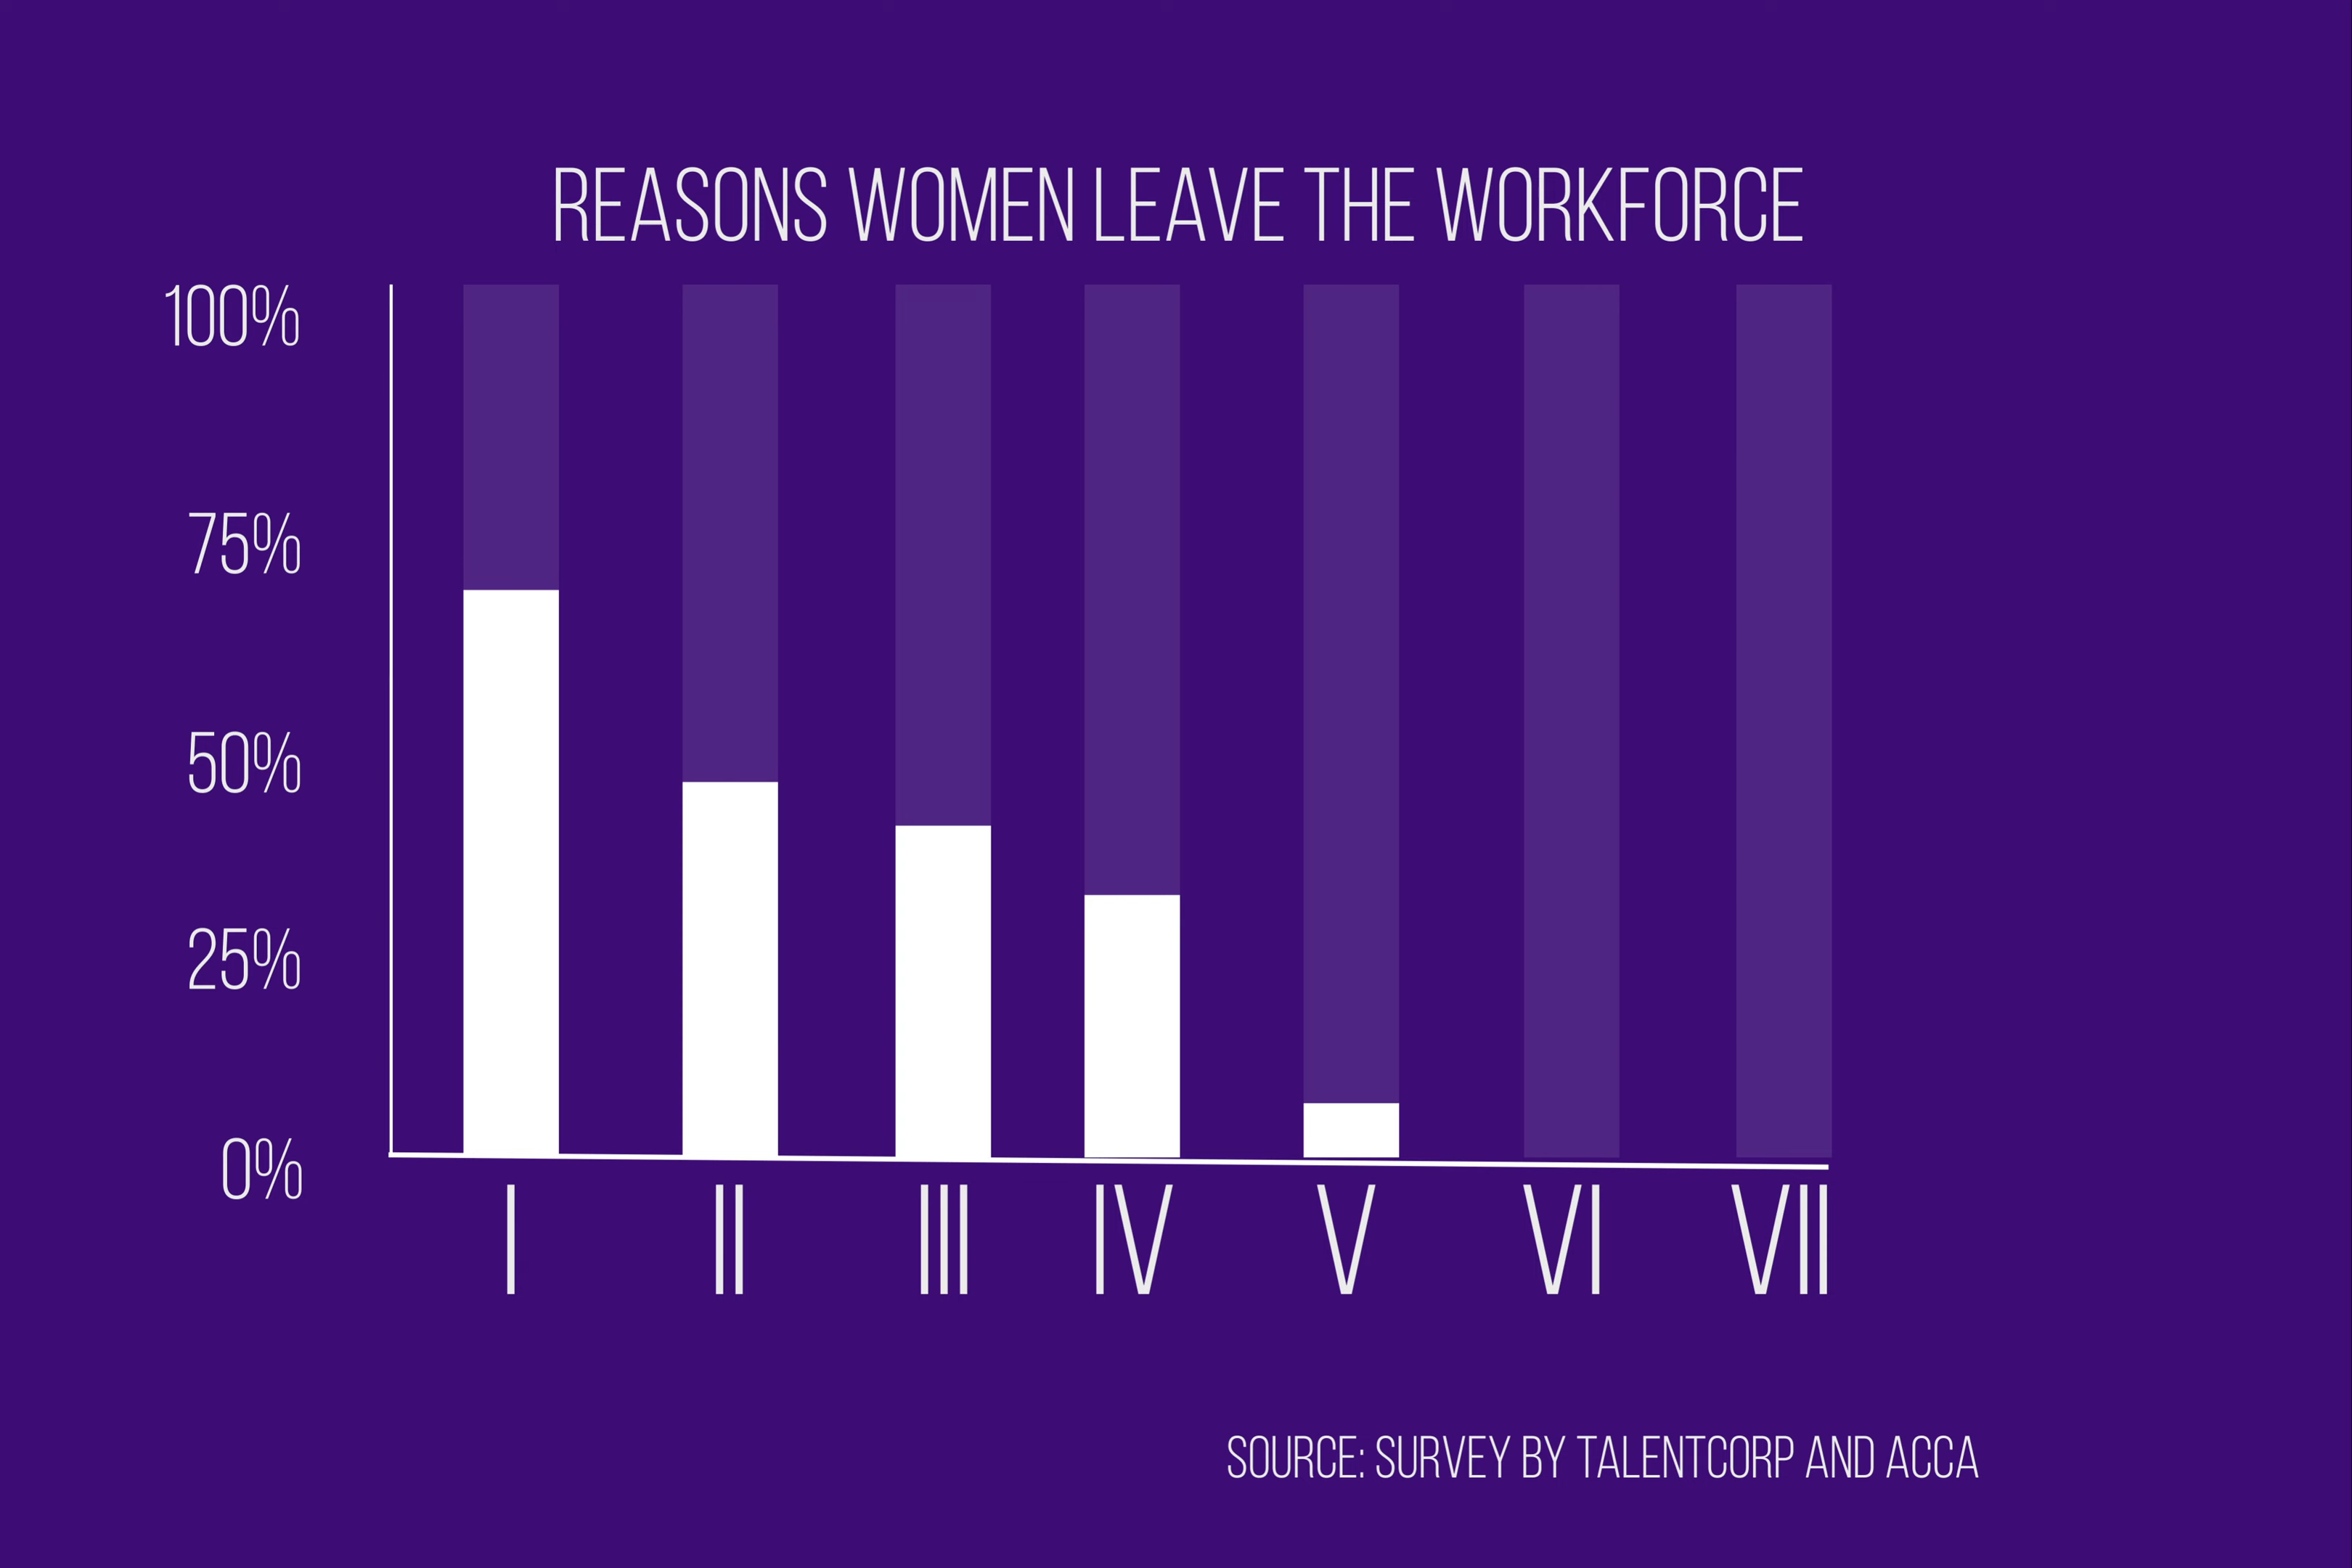 REASONS WOMEN LEAVE THE WORKFORCE
100%
75%
50%
25%
0%
I II III IV V VI VII
SOURCE: SURVEY BY TALENTCORP AND ACCA